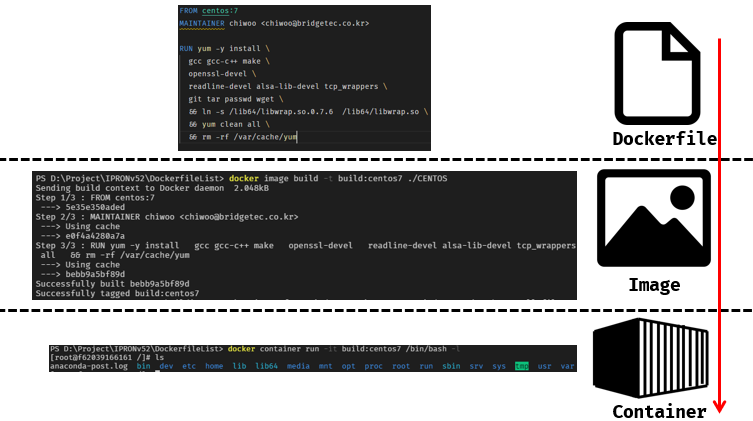 FROM centos:7
MAINTAINER chiwoo <chiwoo@bridgetec.co.kr>
RUN yum -y install \
gcc gcc-c++ make \
openssl-devel \
readline-devel alsa-lib-devel tcp_wrappers \
git tar passwd wget \
&& ln -s /lib64/libwrap.so.0.7.6 /lib64/libwrap.so \
&& yum clean all \
&& rm -rf /var/cache/yum
Dockerfile
PS D:\Project\IPRONv52\DockerfileList> docker image build -t build:centos7 ./CENTOS
Sending build context to Docker daemon 2.048kB
Step 1/3 : FROM centos:7
---> 5e35e350aded
Step 2/3 : MAINTAINER chiwoo <chiwoo@bridgetec.co.kr>
---> Using cache
---> e0f4a4280a7a
Step 3/3 : RUN yum -y install gcc gcc-c++ make openssl-devel readline-devel alsa-lib-devel tcp_wrappers
all && rm -rf /var/cache/yum
---> Using cache
---> bebb9a5bf89d
Successfully built bebb9a5bf89d
Successfully tagged build:centos7
Image
PS D:\Project\IPRONv52\DockerfileList> docker container run -it build:centos7 /bin/bash -l
[root@f62039166161 /]# ls
anaconda-post.log bin dev etc home lib lib64 media mnt opt proc root run sbin srv sys tmp usr var
Container